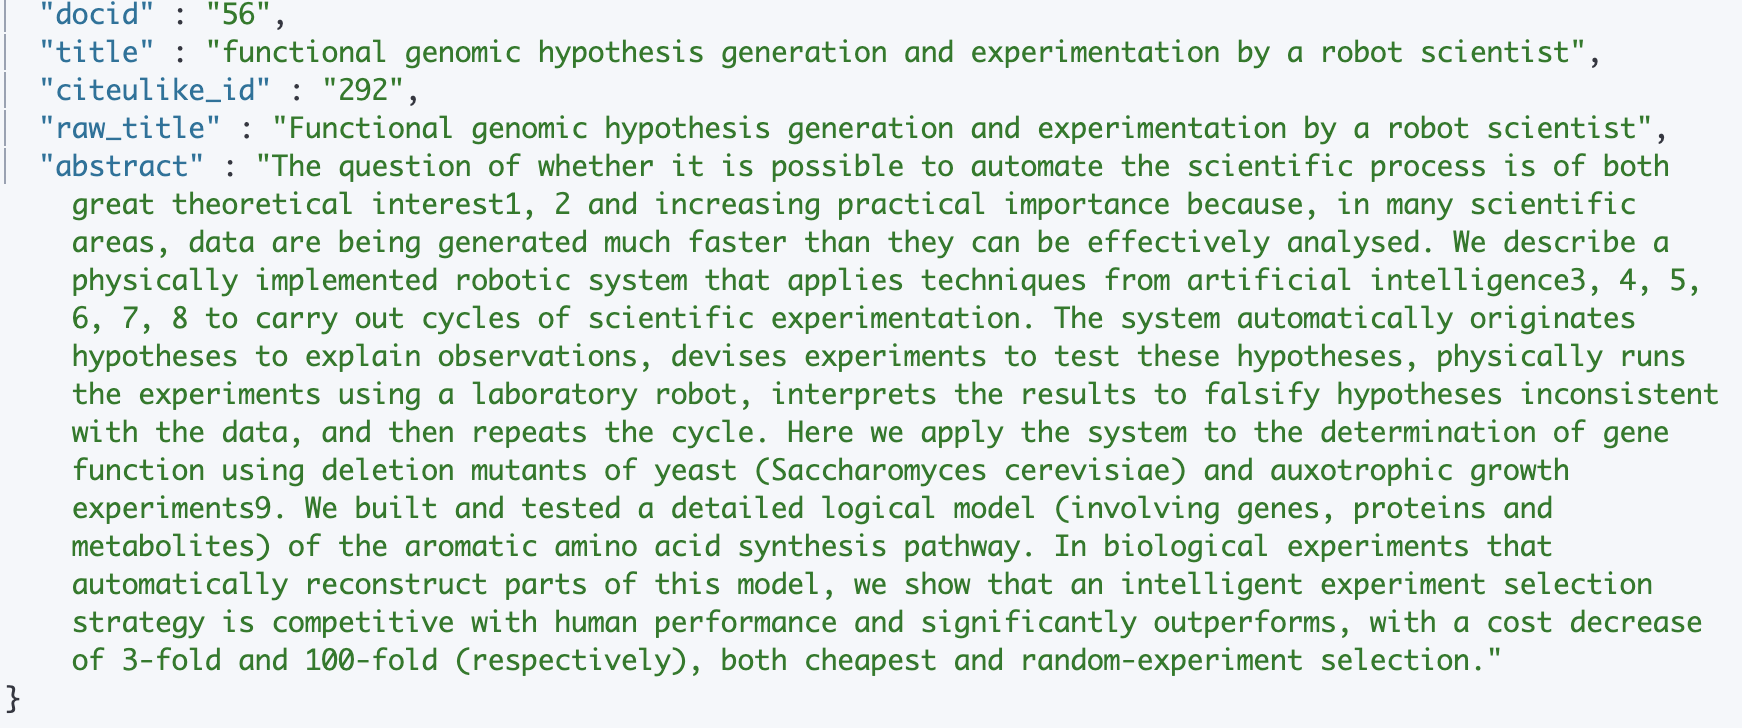 "docid" : "56",
"title" : "functional genomic hypothesis generation and experimentation by a robot scientist",
"citeulike_id" : "292",
"raw_title" : "Functional genomic hypothesis generation and experimentation by a robot scientist",
"abstract" : "The question of whether it is possible to automate the scientific process is of both
great theoretical interest1, 2 and increasing practical importance because, in many scientific
areas, data are being generated much faster than they can be effectively analysed. We describe a
physically implemented robotic system that applies techniques from artificial intelligence3, 4, 5,
6, 7, 8 to carry out cycles of scientific experimentation. The system automatically originates
hypotheses to explain observations, devises experiments to test these hypotheses, physically runs
the experiments using a laboratory robot, interprets the results to falsify hypotheses inconsistent
with the data, and then repeats the cycle. Here we apply the system to the determination of gene
function using deletion mutants of yeast (Saccharomyces cerevisiae) and auxotrophic growth
experiments9. We built and tested a detailed logical model (involving genes, proteins and
metabolites) of the aromatic amino acid synthesis pathway. In biological experiments that
automatically reconstruct parts of this model, we show that an intelligent experiment selection
strategy is competitive with human performance and significantly outperforms, with a cost decrease
of 3-fold and 100-fold (respectively), both cheapest and random-experiment selection."
}